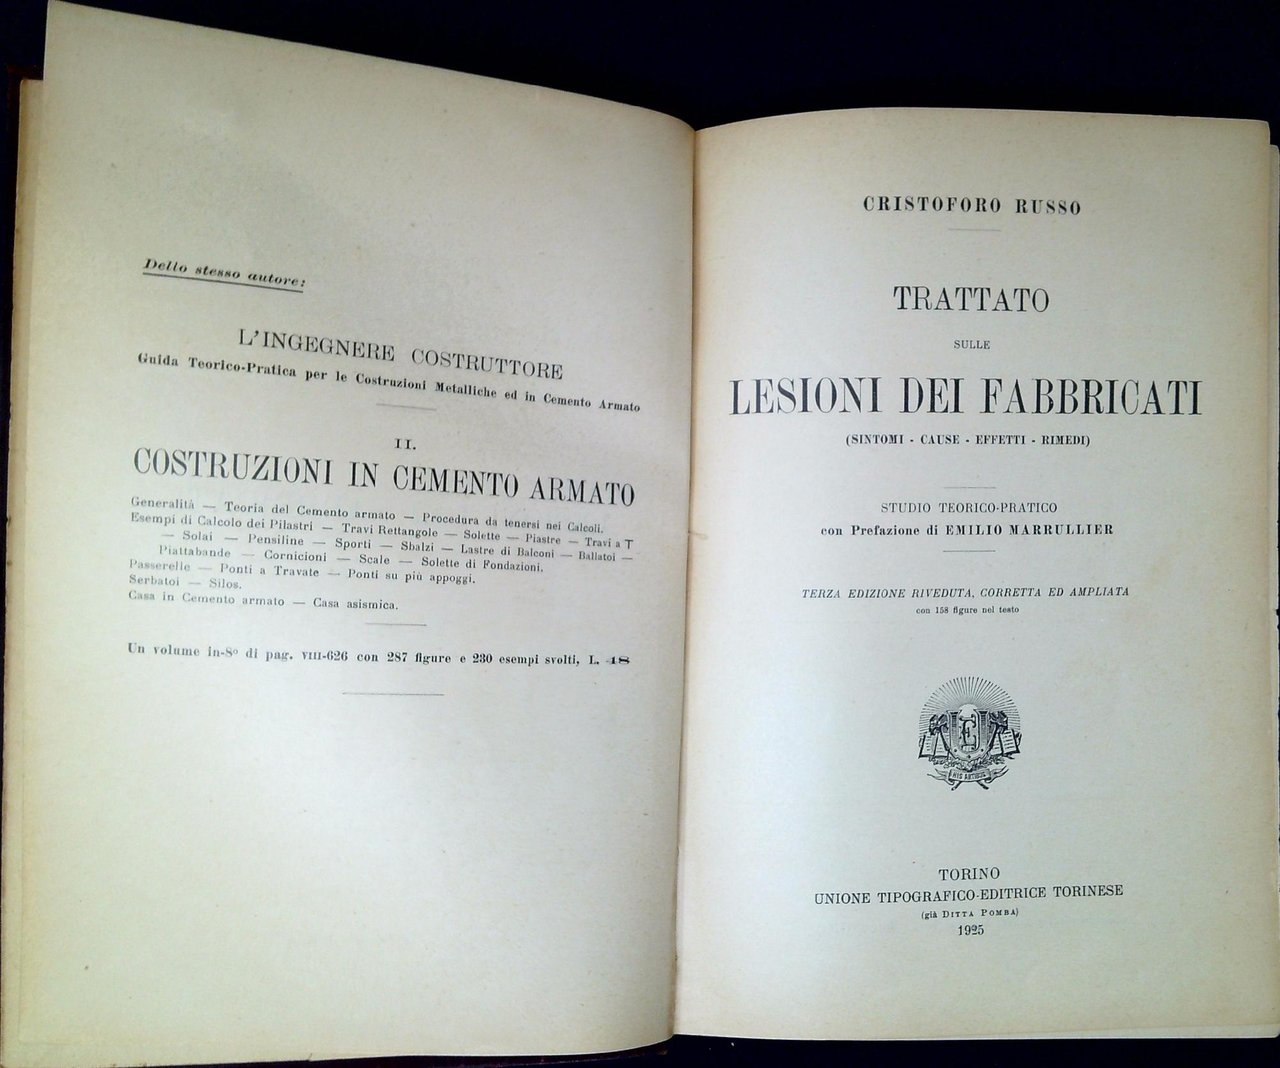 Dello stesso autore:
L'INGEGNERE COSTRUTTORE
Guida Teorico-Pratica per le Costruzioni Metalliche ed in Cemento Armato
II.
COSTRUZIONI IN CEMENTO ARMATO
Generalità — Teoria del Cemento armato — Procedura da tenersi nei Calcoli.
Esempi di Calcolo dei Pilastri — Travi Rettangole — Solette — Piastre — Travi a T
— Solai — Pensiline — Sporti — Sbalzi — Lastre di Balconi — Ballatoi —
Piattabande — Cornicioni — Scale — Solette di Fondazioni.
Passerelle — Ponti a Travate — Ponti su più appoggi.
Serbatoi — Silos.
Casa in Cemento armato — Casa asismica.
Un volume in-8° di pag. VIII-626 con 287 figure e 230 esempi svolti, L. 48
CRISTOFORO RUSSO
TRATTATO
SULLE
LESIONI DEI FABBRICATI
(SINTOMI - CAUSE - EFFETTI - RIMEDI)
STUDIO TEORICO-PRATICO
con Prefazione di EMILIO MARRULLIER
TERZA EDIZIONE RIVEDUTA, CORRETTA ED AMPLIATA
con 158 figure nel testo
HIS ARTIBUS
TORINO
UNIONE TIPOGRAFICO-EDITRICE TORINESE
(già DITTA POMBA)
1925